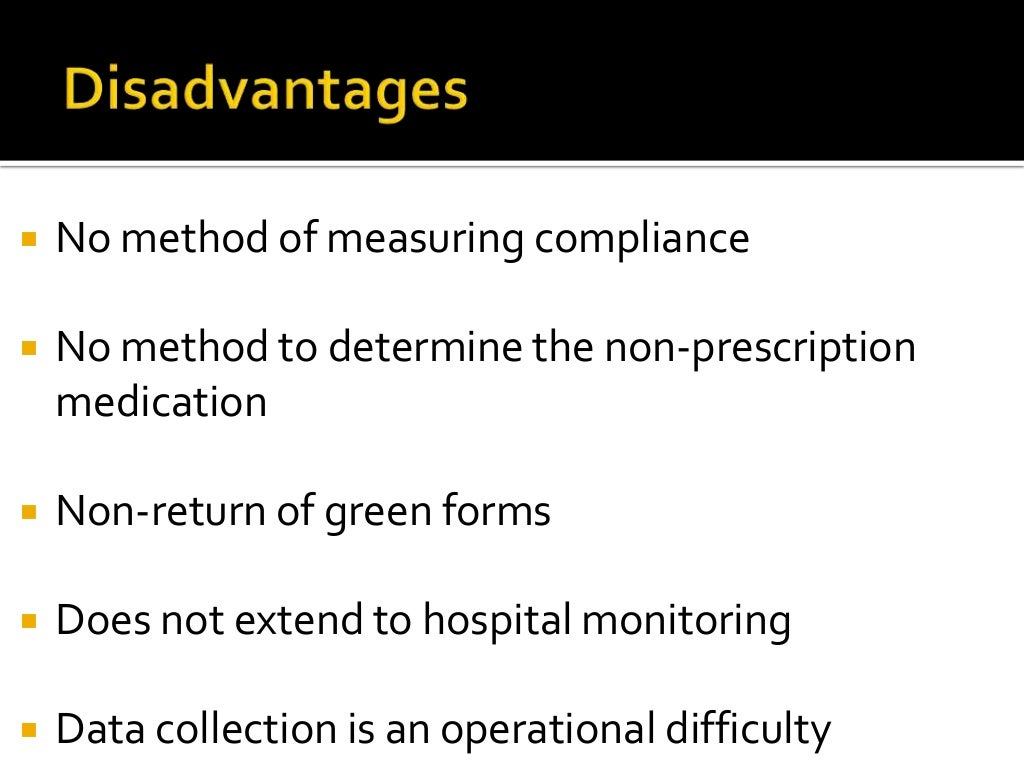 Disadvantages
No method of measuring compliance
No method to determine the non-prescription
medication
Non-return of green forms
Does not extend to hospital monitoring
Data collection is an operational difficulty